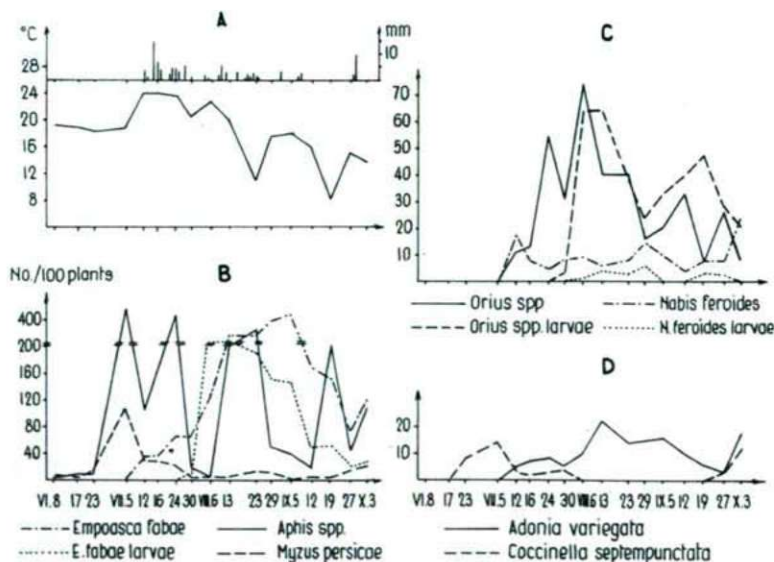 A
°C
mm
10
28
24
20
16
12
8
B
No./100 plants
400
200
160
120
80
40
VI.8 17 23 VII.5 12 16 24 30 VIII.6 13 23 29 IX.5 12 19 27 X.3
Empoasca fabae
Aphis spp.
E. fabae larvae
Myzus persicae
C
70
60
50
40
30
20
10
Orius spp
Nabis feroides
Orius spp. larvae
N. feroides larvae
D
20
10
VI.8 17 23 VII.5 12 16 24 30 VIII.6 13 23 29 IX.5 12 19 27 X.3
Adonia variegata
Coccinella septempunctata